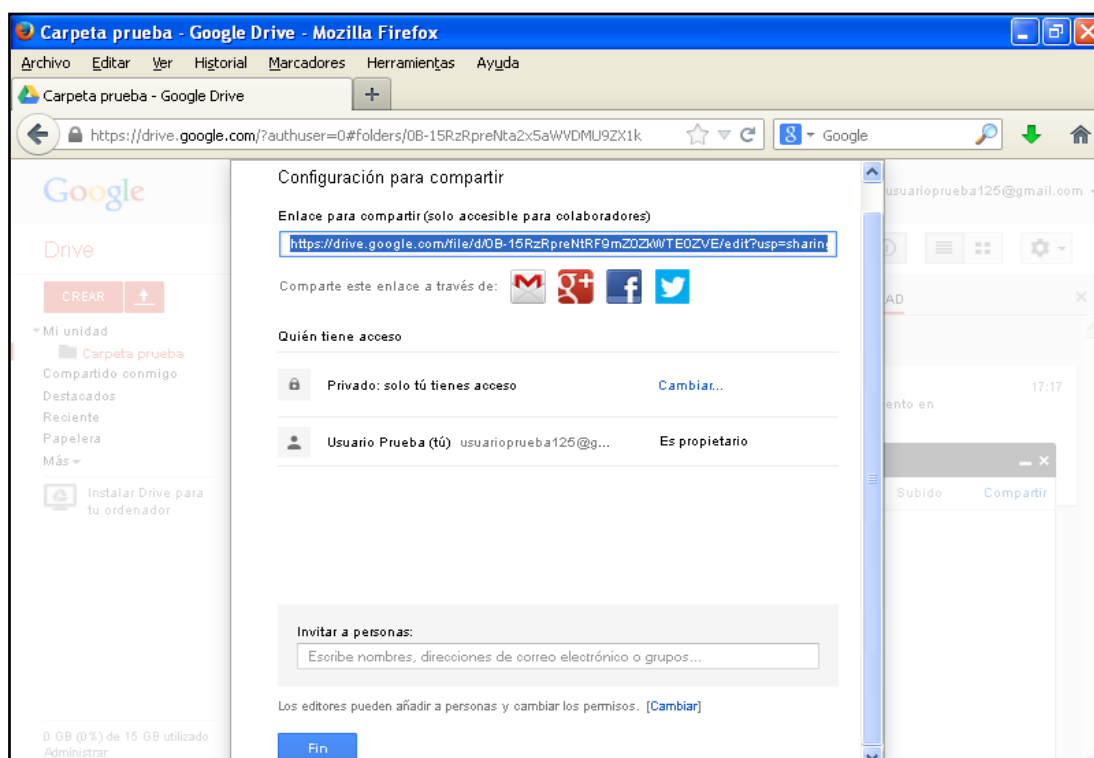 Carpeta prueba - Google Drive - Mozilla Firefox
Archivo Editar Ver Historial Marcadores Herramientas Ayuda
Carpeta prueba - Google Drive
https://drive.google.com/?authuser=0#folders/0B-15RzRpreNta2x5aWVDMU9ZX1k
Google
Google
usuarioprueba125@gmail.com
Drive
CREAR
Mi unidad
Carpeta prueba
Compartido conmigo
Destacados
Reciente
Papelera
Más
Instalar Drive para
tu ordenador
0 GB (0%) de 15 GB utilizado
Administrar
Configuración para compartir
Enlace para compartir (solo accesible para colaboradores)
https://drive.google.com/file/d/0B-15RzRpreNtRF9mZ0ZkWTE0ZVE/edit?usp=sharin
Comparte este enlace a través de:
Quién tiene acceso
Privado: solo tú tienes acceso Cambiar...
Usuario Prueba (tú) usuarioprueba125@g... Es propietario
Invitar a personas:
Escribe nombres, direcciones de correo electrónico o grupos...
Los editores pueden añadir a personas y cambiar los permisos. [Cambiar]
Fin
AD
17:17
ento en
Subido Compartir